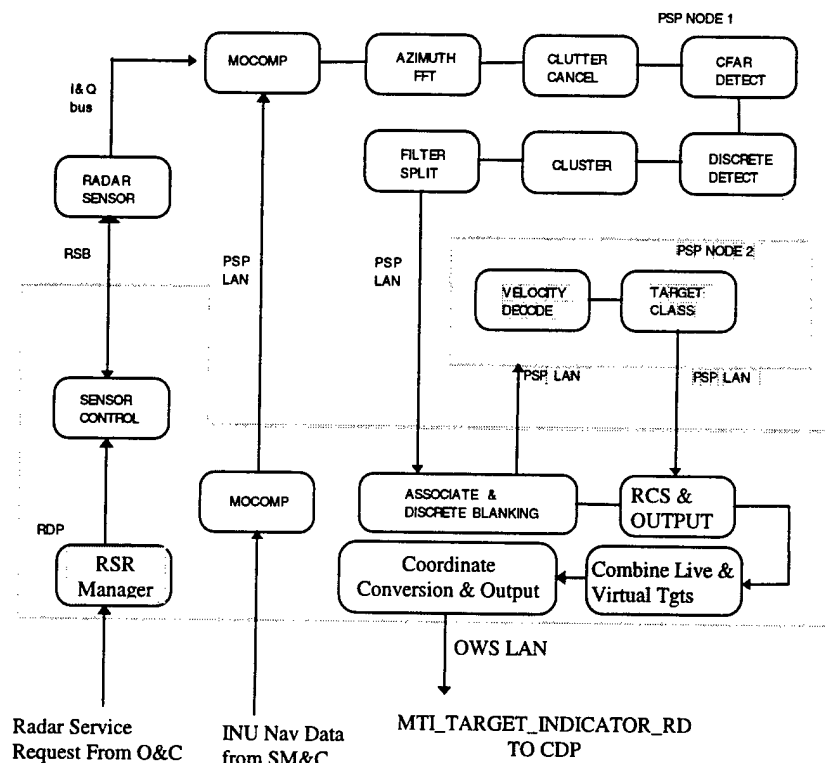 PSP NODE 1
MOCOMP
AZIMUTH
FFT
CLUTTER
CANCEL
CFAR
DETECT
I& Q
bus
FILTER
SPLIT
CLUSTER
DISCRETE
DETECT
RADAR
SENSOR
RSB
PSP
LAN
PSP
LAN
PSP NODE 2
VELOCITY
DECODE
TARGET
CLASS
PSP LAN
PSP LAN
SENSOR
CONTROL
MOCOMP
ASSOCIATE &
DISCRETE BLANKING
RCS &
OUTPUT
RDP
RSR
Manager
Coordinate
Conversion & Output
Combine Live &
Virtual Tgts
OWS LAN
Radar Service
Request From O&C
INU Nav Data
from SM&C
MTI_TARGET_INDICATOR_RD
TO CDP